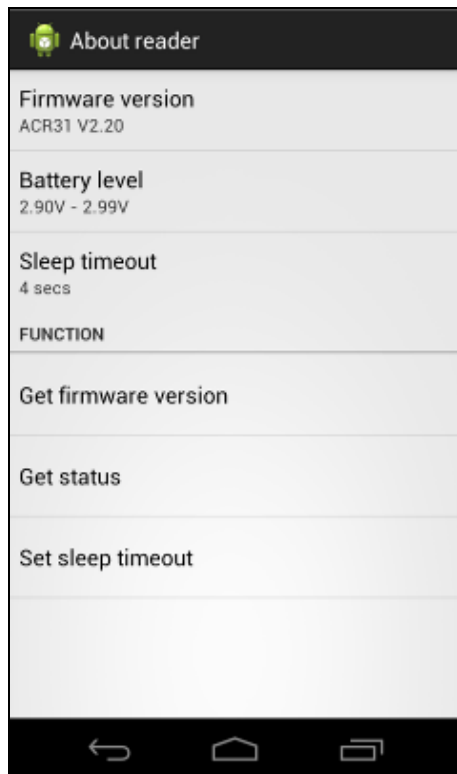 About reader
Firmware version
ACR31 V2.20
Battery level
2.90V - 2.99V
Sleep timeout
4 secs
FUNCTION
Get firmware version
Get status
Set sleep timeout